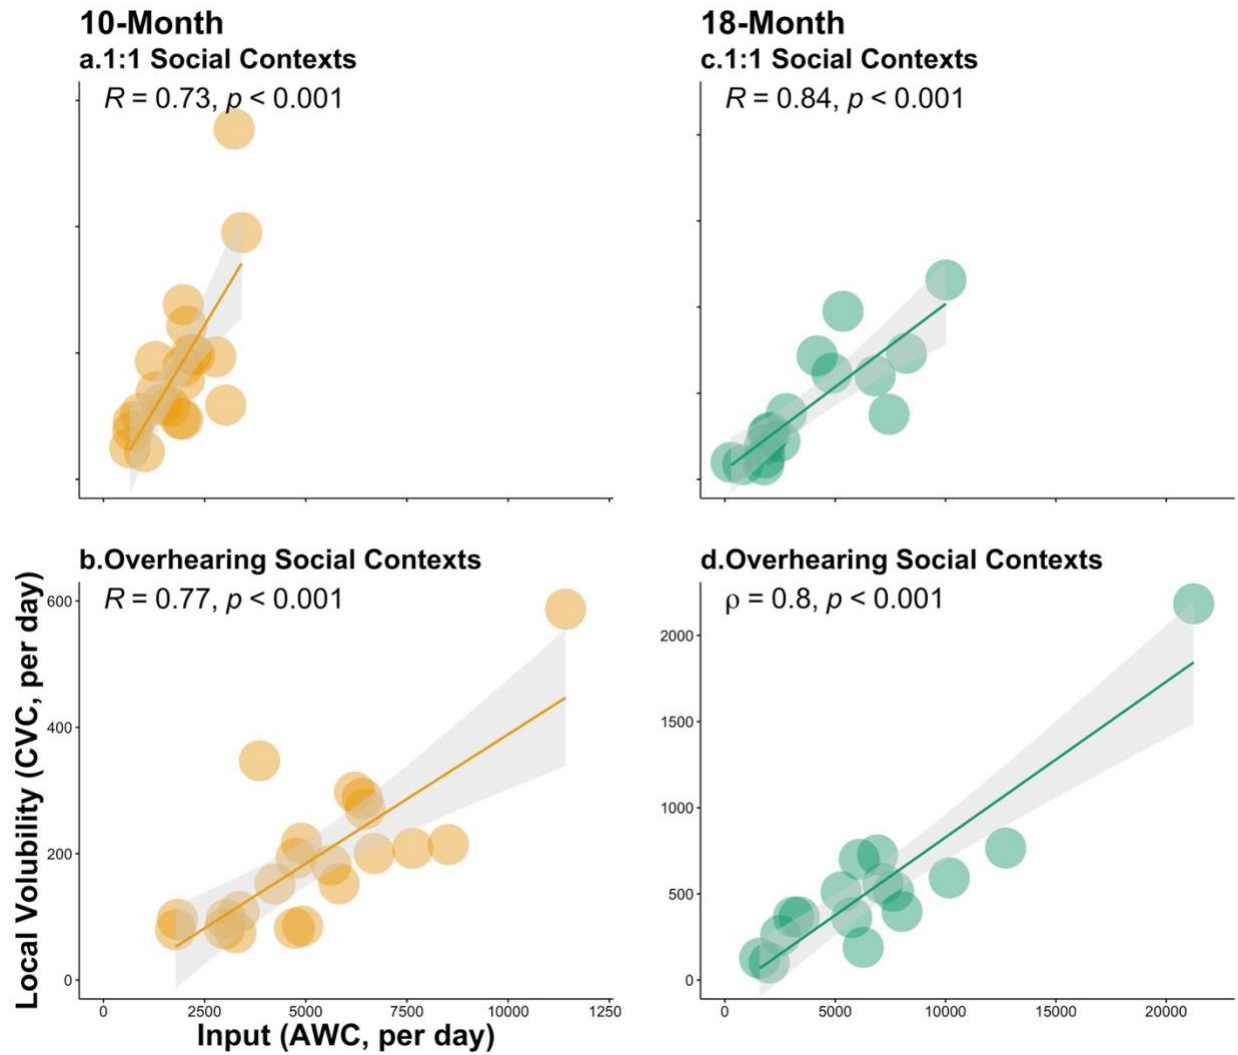 10-Month
a.1:1 Social Contexts
R = 0.73, p < 0.001
18-Month
c.1:1 Social Contexts
R = 0.84, p < 0.001
b.Overhearing Social Contexts
R = 0.77, p < 0.001
600
400
200
0
0 2500 5000 7500 10000 1250
d.Overhearing Social Contexts
ρ = 0.8, p < 0.001
2000
1500
1000
500
0
0 5000 10000 15000 20000
Local Volubility (CVC, per day)
Input (AWC, per day)